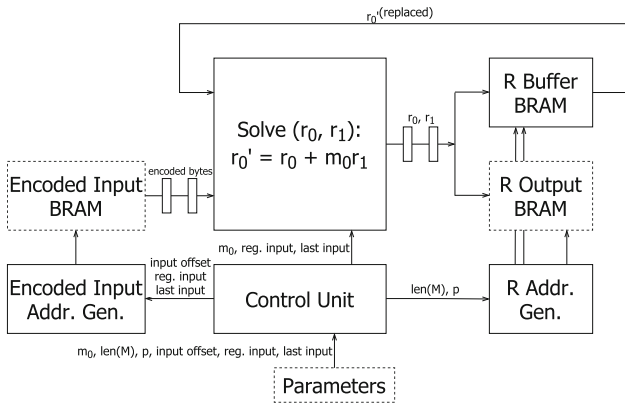 r₀'(replaced)
Solve (r₀, r₁):
r₀' = r₀ + m₀r₁
r₀, r₁
R Buffer
BRAM
encoded bytes
Encoded Input
BRAM
R Output
BRAM
m₀, reg. input, last input
input offset
reg. input
last input
Encoded Input
Addr. Gen.
Control Unit
len(M), p
R Addr.
Gen.
m₀, len(M), p, input offset, reg. input, last input
Parameters